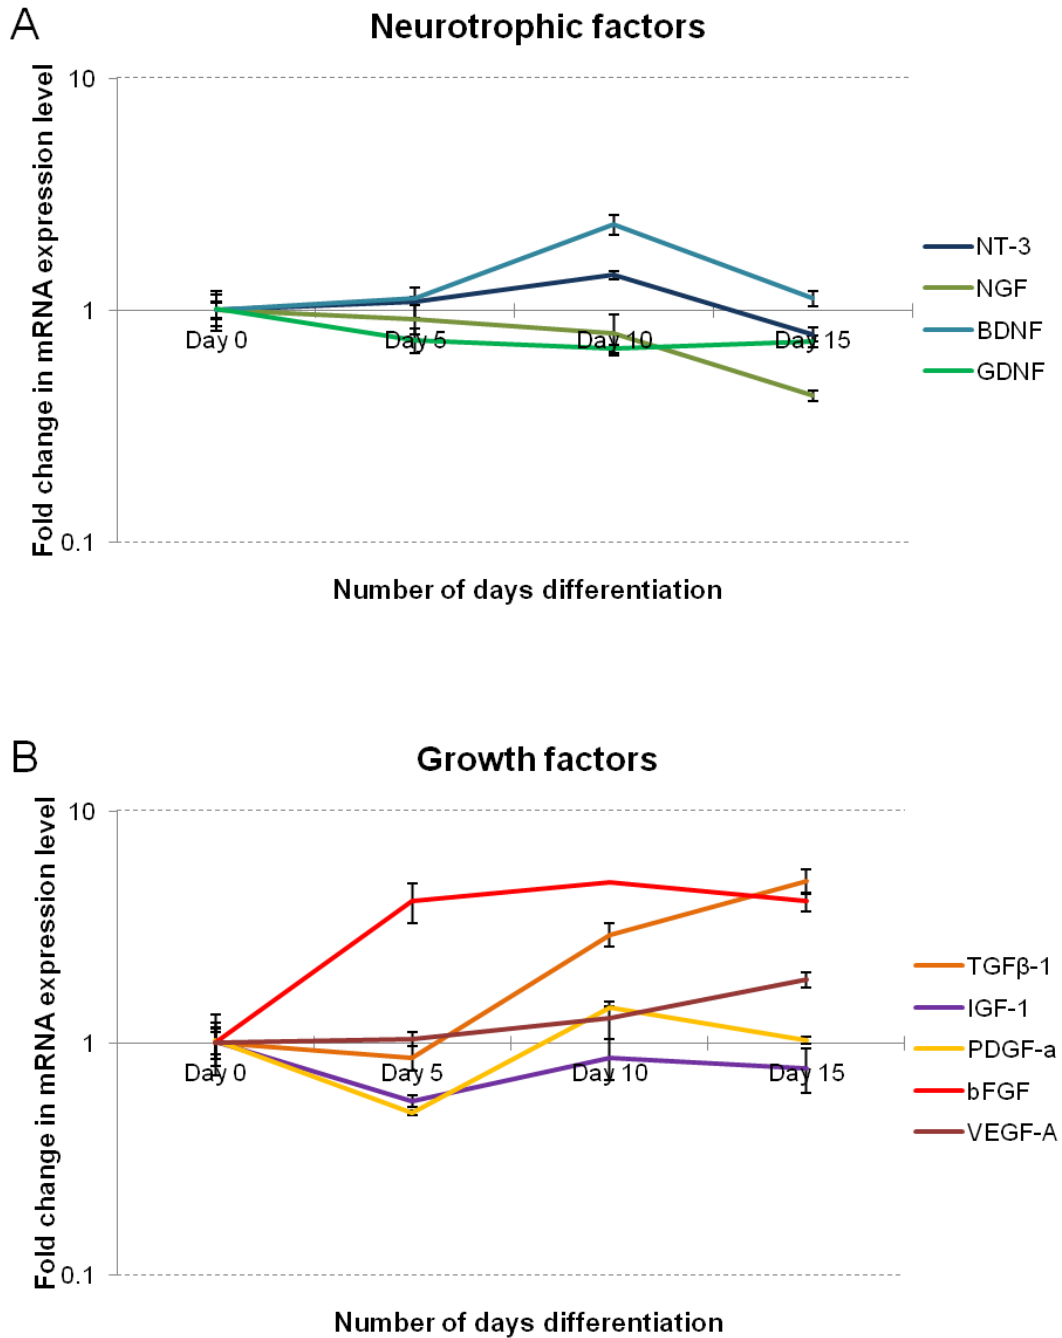 A
Neurotrophic factors
Fold change in mRNA expression level
10
1
0.1
Day 0
Day 5
Day 10
Day 15
NT-3
NGF
BDNF
GDNF
Number of days differentiation
B
Growth factors
Fold change in mRNA expression level
10
1
0.1
Day 0
Day 5
Day 10
Day 15
TGFβ-1
IGF-1
PDGF-a
bFGF
VEGF-A
Number of days differentiation